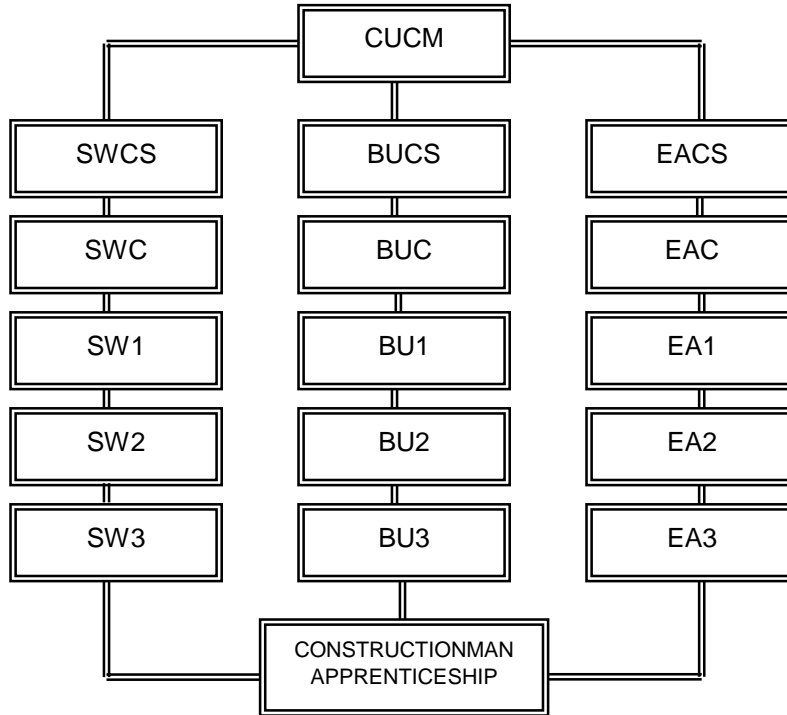 CUCM
SWCS
BUCS
EACS
SWC
BUC
EAC
SW1
BU1
EA1
SW2
BU2
EA2
SW3
BU3
EA3
CONSTRUCTIONMAN
APPRENTICESHIP